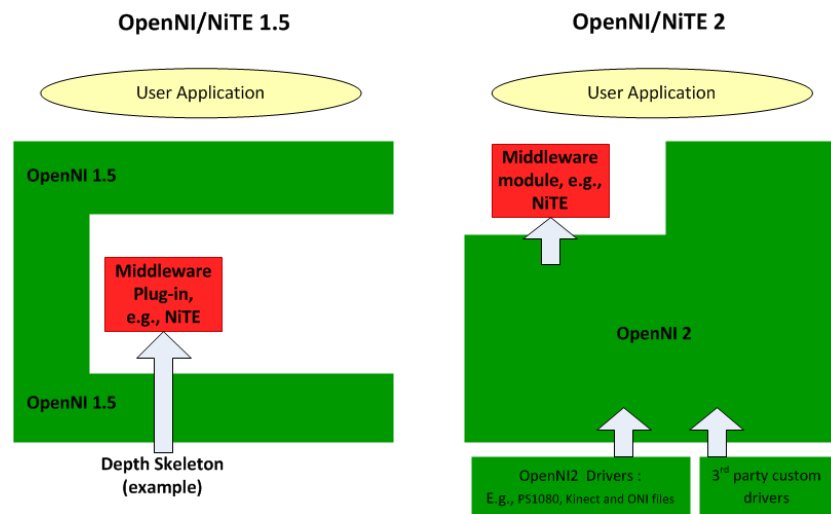 OpenNI/NiTE 1.5
User Application
OpenNI 1.5
Middleware
Plug-in,
e.g., NiTE
OpenNI 1.5
Depth Skeleton
(example)
OpenNI/NiTE 2
User Application
Middleware
module, e.g.,
NiTE
OpenNI 2
OpenNI2 Drivers :
E.g., PS1080, Kinect and ONI files
3rd party custom
drivers